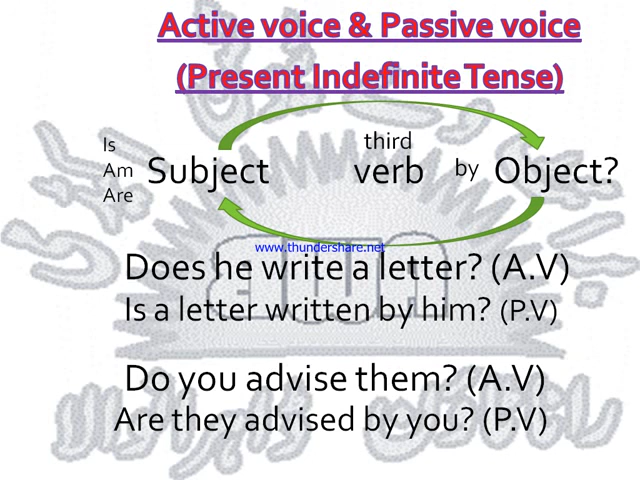 Active voice & Passive voice
(Present Indefinite Tense)
Is
Am
Are
Subject
third
verb
by
Object?
www.thundershare.net
Does he write a letter? (A.V)
Is a letter written by him? (P.V)
Do you advise them? (A.V)
Are they advised by you? (P.V)